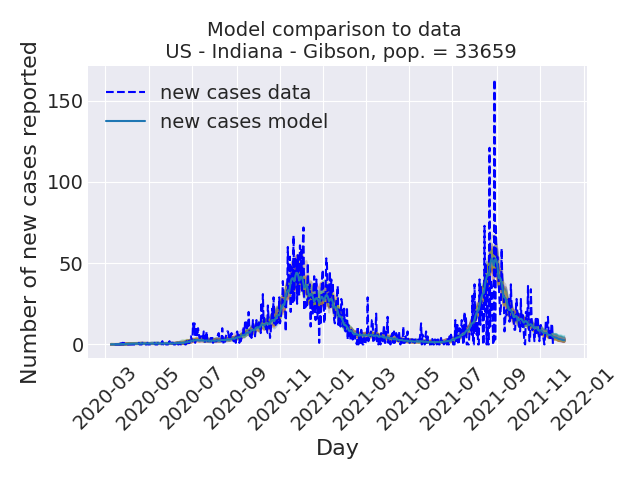 Model comparison to data
US - Indiana - Gibson, pop. = 33659
Number of new cases reported
new cases data
new cases model
150
100
50
0
2020-03
2020-05
2020-07
2020-09
2020-11
2021-01
2021-03
2021-05
2021-07
2021-09
2021-11
2022-01
Day